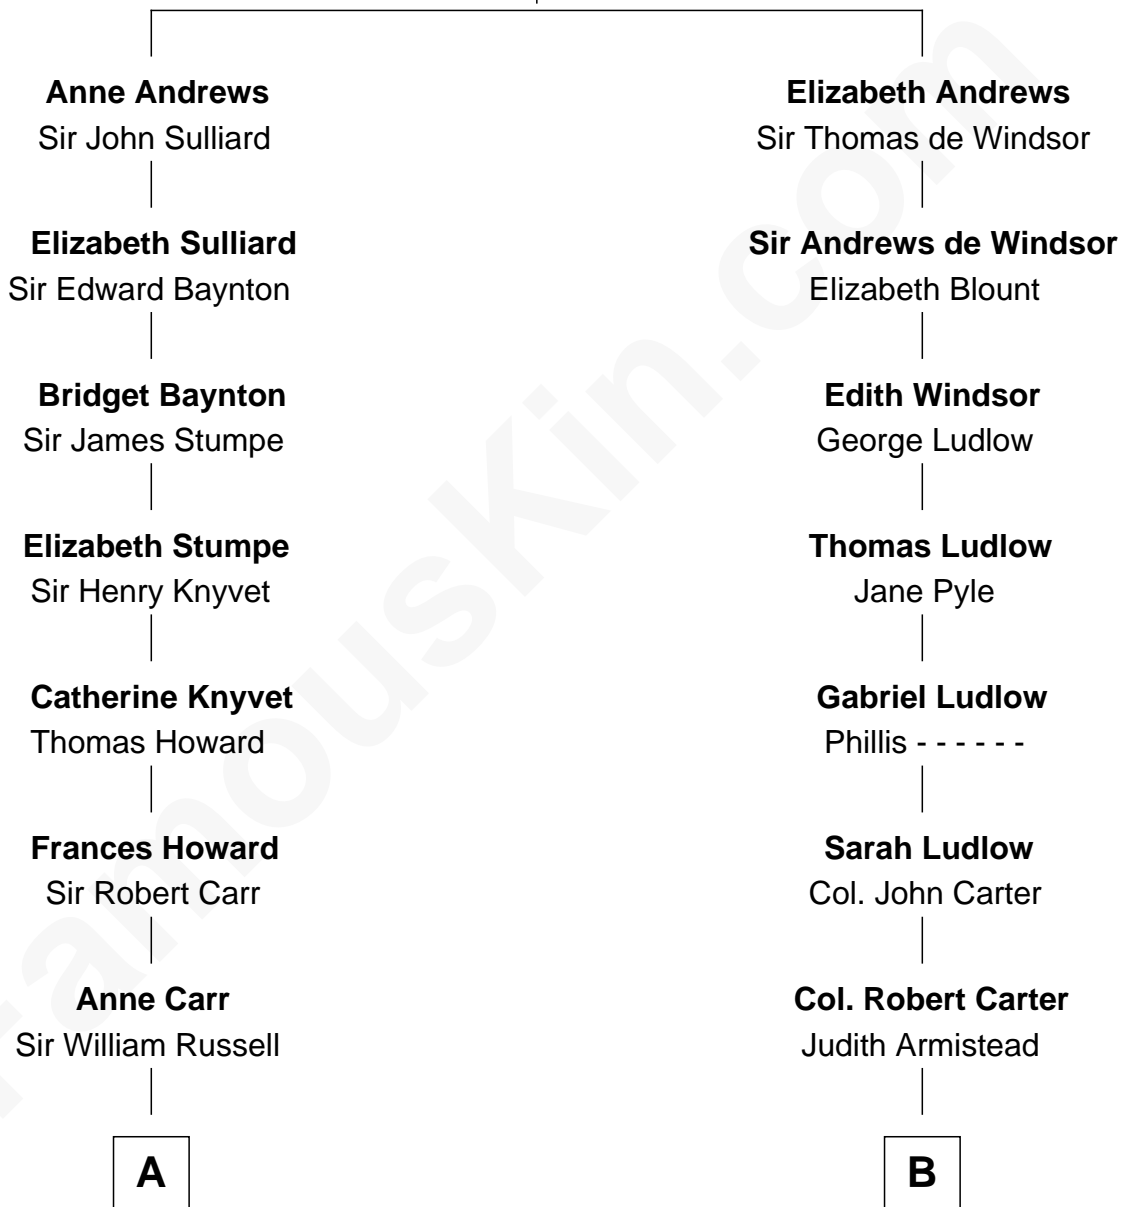 Anne Andrews
Sir John Sulliard
Elizabeth Sulliard
Sir Edward Baynton
Bridget Baynton
Sir James Stumpe
Elizabeth Stumpe
Sir Henry Knyvet
Catherine Knyvet
Thomas Howard
Frances Howard
Sir Robert Carr
Anne Carr
Sir William Russell
A
Elizabeth Andrews
Sir Thomas de Windsor
Sir Andrews de Windsor
Elizabeth Blount
Edith Windsor
George Ludlow
Thomas Ludlow
Jane Pyle
Gabriel Ludlow
Phillis - - - - - -
Sarah Ludlow
Col. John Carter
Col. Robert Carter
Judith Armistead
B
FamousKin.com